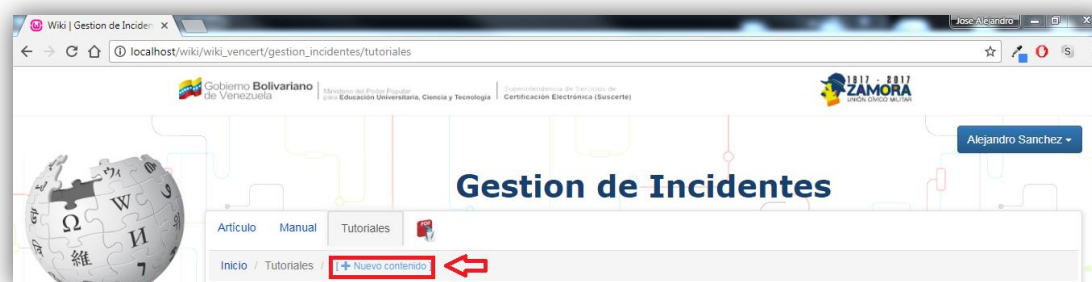 Wiki | Gestion de Inciden
Jose Alejandro
localhost/wiki/wiki_vencert/gestion_incidentes/tutoriales
Gobierno Bolivariano
de Venezuela
Ministerio del Poder Popular
para Educación Universitaria, Ciencia y Tecnología
Superintendencia de Servicios de
Certificación Electrónica (Suscerte)
1817 - 2017
ZAMORA
UNIÓN CÍVICO MILITAR
Alejandro Sanchez
Gestion de Incidentes
Artículo Manual Tutoriales PDF
Inicio / Tutoriales / [ + Nuevo contenido ]
Ω W И
維 7